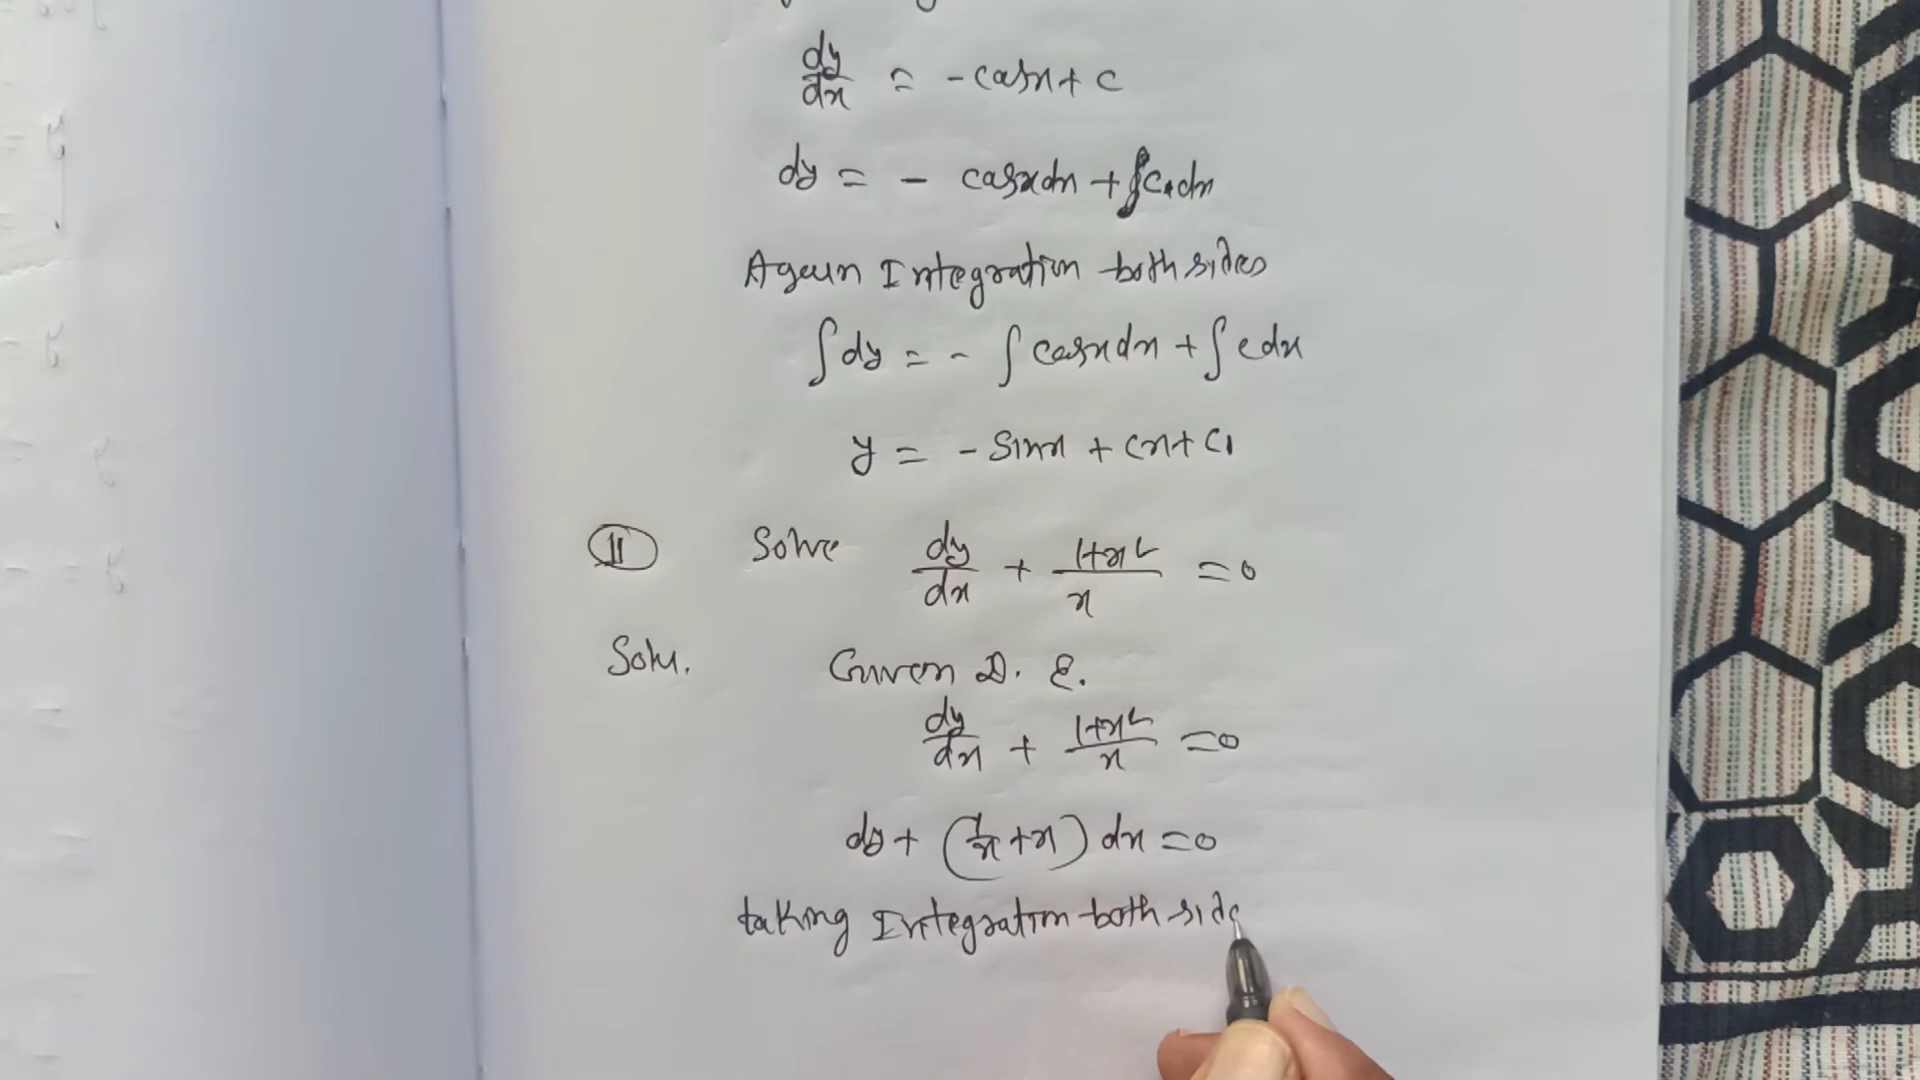 dy/dx = -cosx + c
dy = - cosxdx + ∫c.dx
Again Integration both sides
∫dy = - ∫cosxdx + ∫cdx
y = - Sinx + cx + c1
11 Solve dy/dx + 1+x²/x = 0
Solu. Given D. E.
dy/dx + 1+x²/x = 0
dy + (1/x + x) dx = 0
taking Integration both side